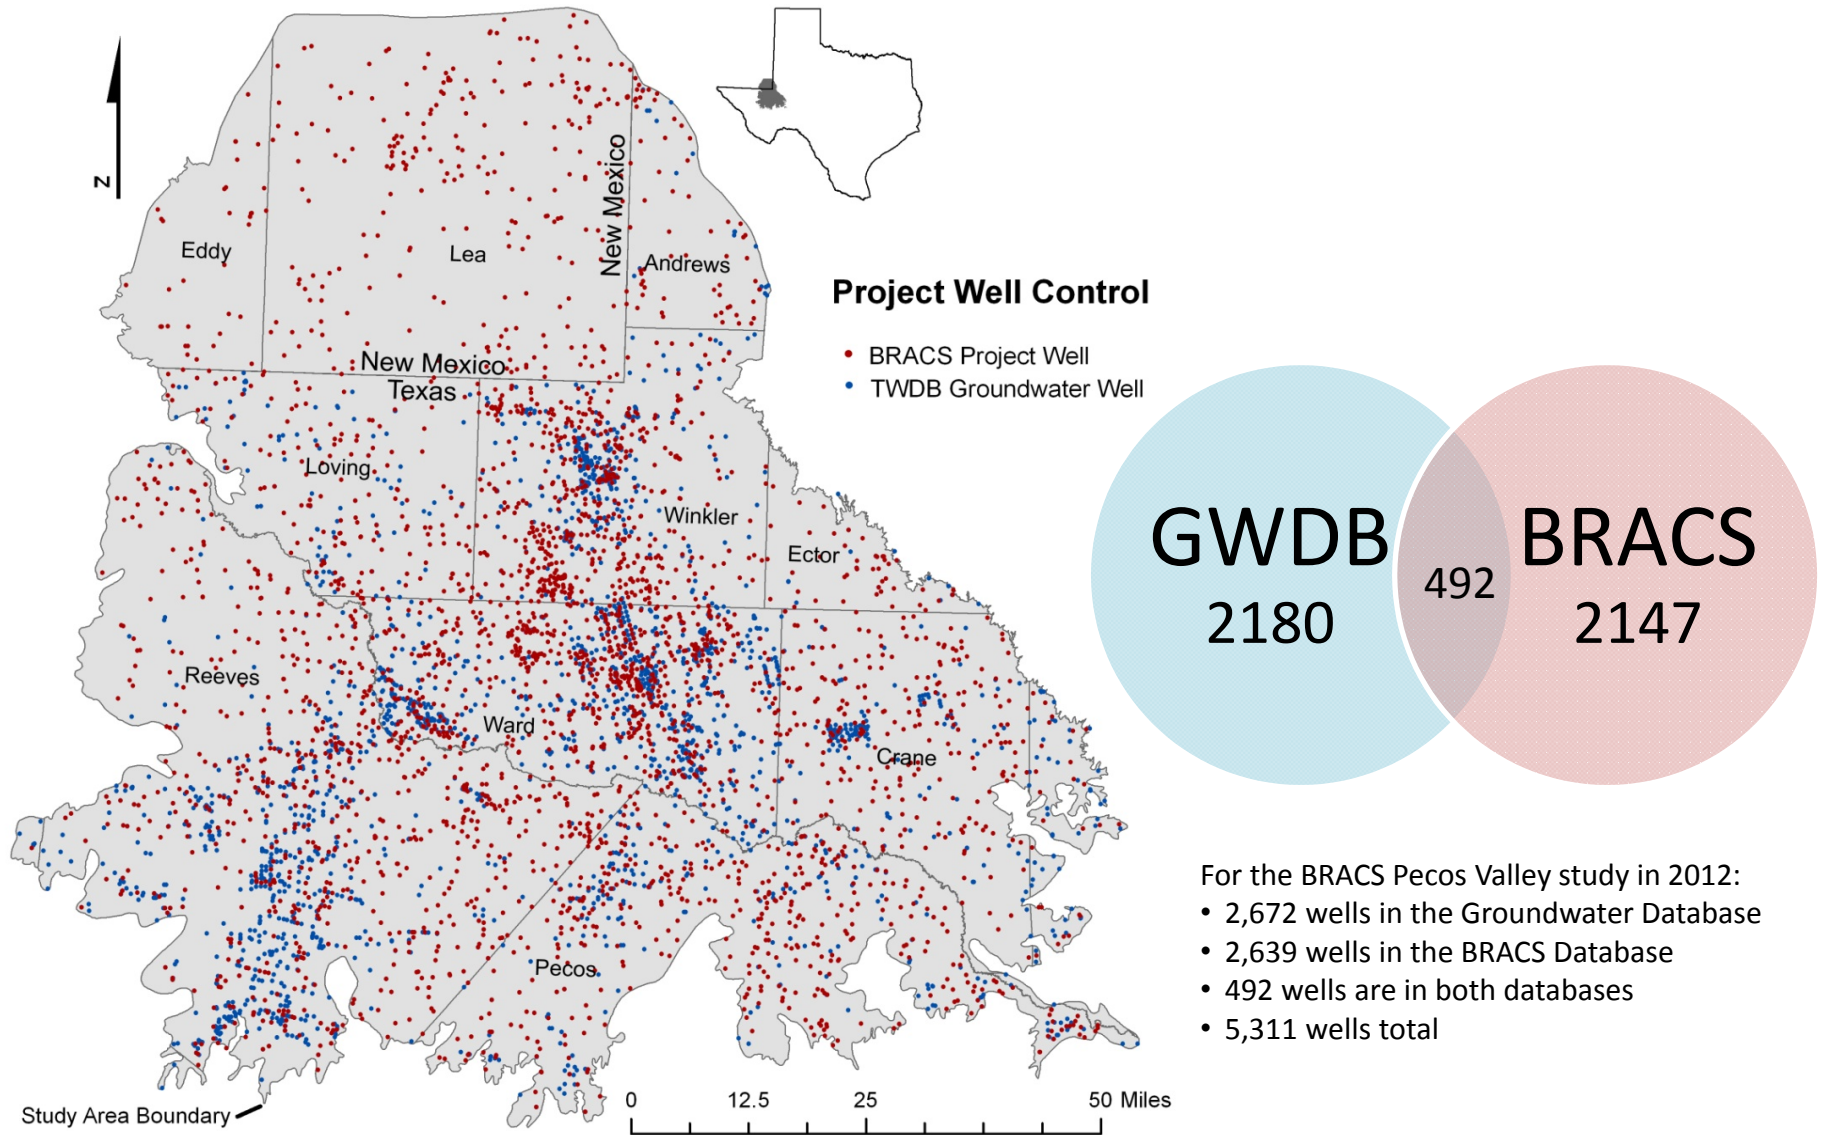 N
New Mexico
Eddy
Lea
Andrews
New Mexico
Texas
Loving
Winkler
Ector
Reeves
Ward
Crane
Pecos
Study Area Boundary
0 12.5 25 50 Miles
Project Well Control
BRACS Project Well
TWDB Groundwater Well
GWDB
2180
492
BRACS
2147
For the BRACS Pecos Valley study in 2012:
• 2,672 wells in the Groundwater Database
• 2,639 wells in the BRACS Database
• 492 wells are in both databases
• 5,311 wells total